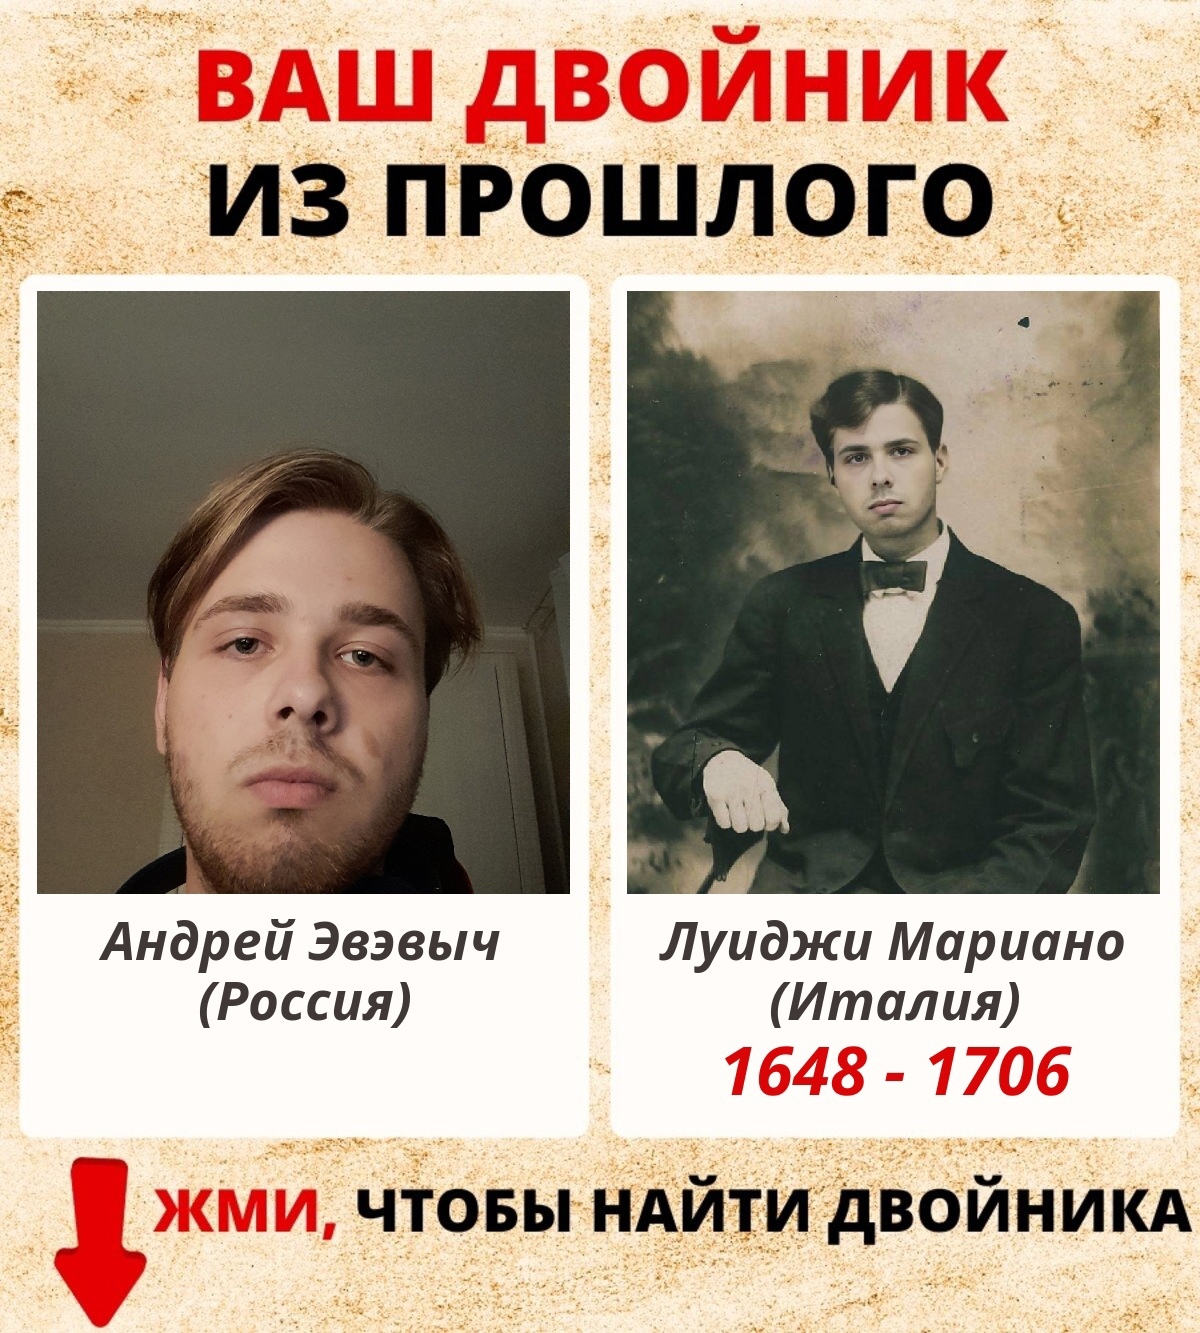 ВАШ ДВОЙНИК
ИЗ ПРОШЛОГО
Андрей Эвэвыч
(Россия)
Луиджи Мариано
(Италия)
1648 - 1706
ЖМИ, ЧТОБЫ НАЙТИ ДВОЙНИКА